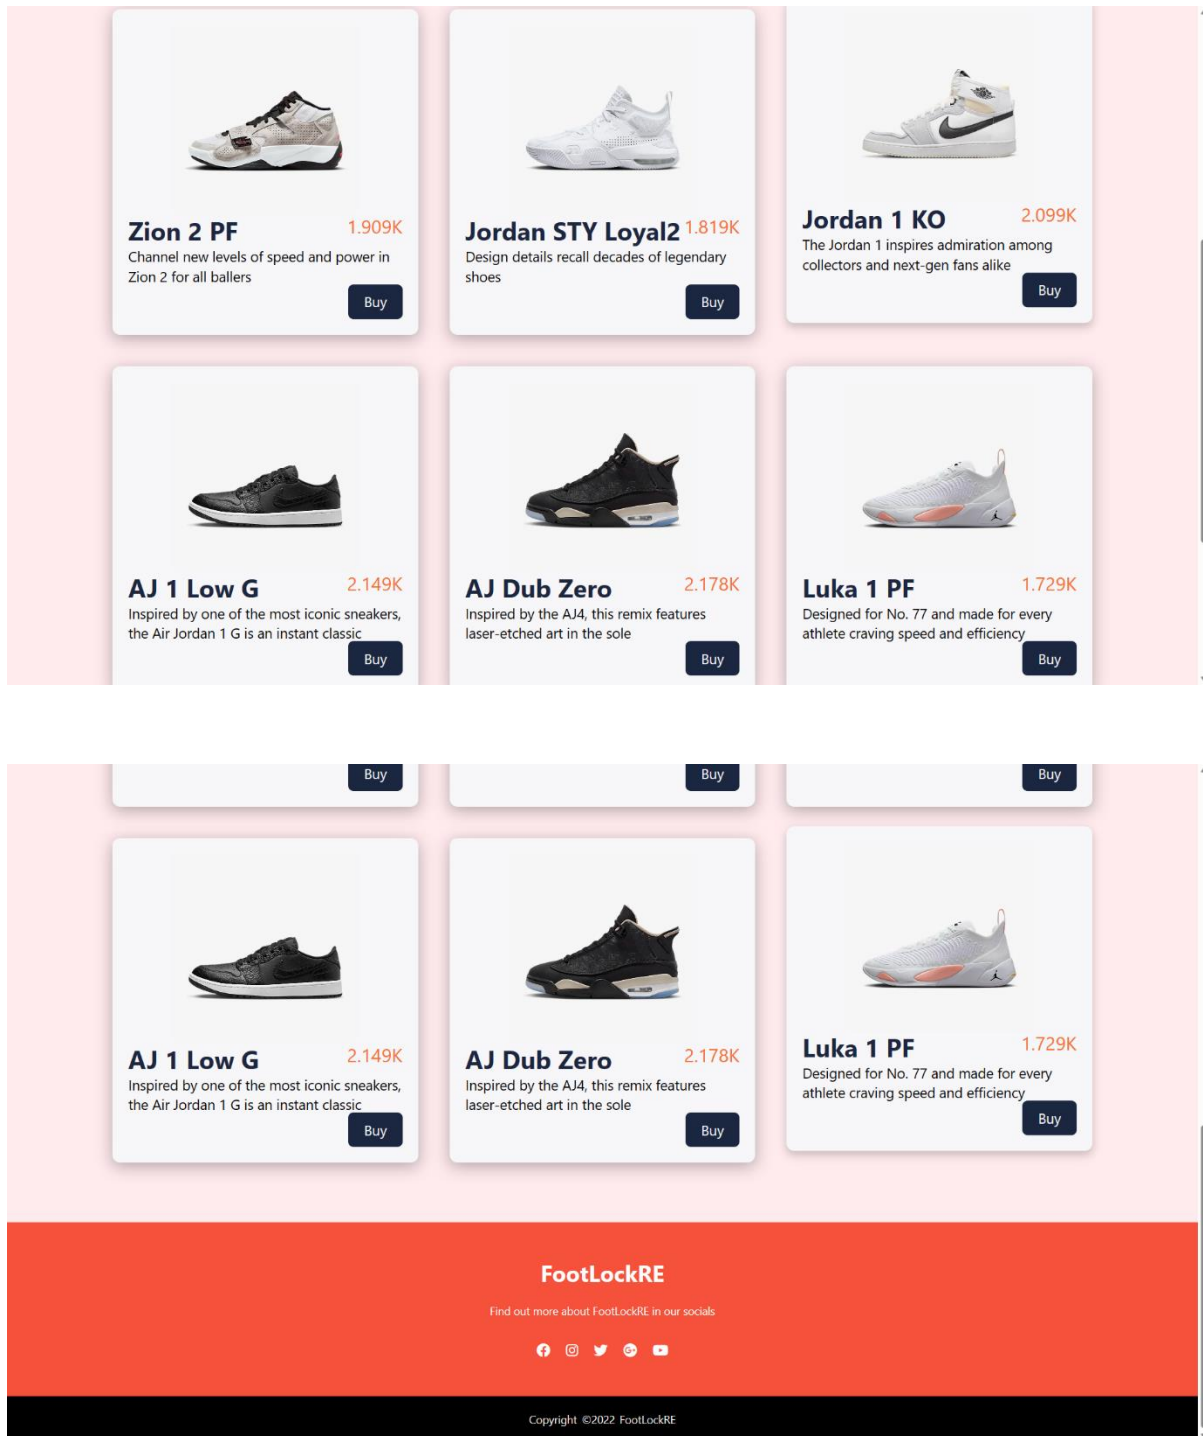 Zion 2 PF 1.909K
Channel new levels of speed and power in
Zion 2 for all ballers
Buy
Jordan STY Loyal2 1.819K
Design details recall decades of legendary
shoes
Buy
Jordan 1 KO 2.099K
The Jordan 1 inspires admiration among
collectors and next-gen fans alike
Buy
AJ 1 Low G 2.149K
Inspired by one of the most iconic sneakers,
the Air Jordan 1 G is an instant classic
Buy
AJ Dub Zero 2.178K
Inspired by the AJ4, this remix features
laser-etched art in the sole
Buy
Luka 1 PF 1.729K
Designed for No. 77 and made for every
athlete craving speed and efficiency
Buy
Buy
Buy
Buy
AJ 1 Low G 2.149K
Inspired by one of the most iconic sneakers,
the Air Jordan 1 G is an instant classic
Buy
AJ Dub Zero 2.178K
Inspired by the AJ4, this remix features
laser-etched art in the sole
Buy
Luka 1 PF 1.729K
Designed for No. 77 and made for every
athlete craving speed and efficiency
Buy
FootLockRE
Find out more about FootLockRE in our socials
Copyright ©2022 FootLockRE